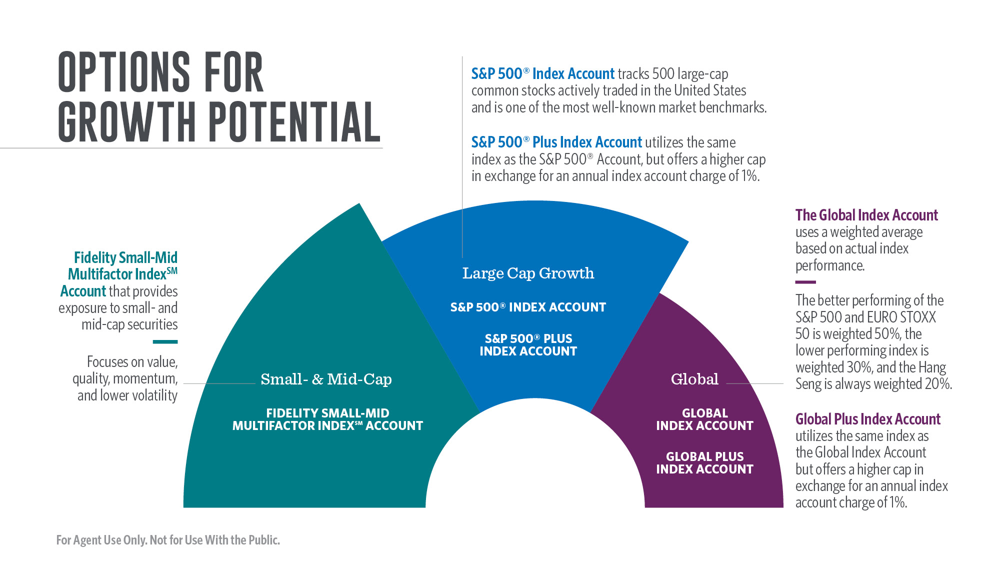 OPTIONS FOR
GROWTH POTENTIAL
S&P 500® Index Account tracks 500 large-cap
common stocks actively traded in the United States
and is one of the most well-known market benchmarks.
S&P 500® Plus Index Account utilizes the same
index as the S&P 500® Account, but offers a higher cap
in exchange for an annual index account charge of 1%.
Fidelity Small-Mid
Multifactor Index℠
Account that provides
exposure to small- and
mid-cap securities
Focuses on value,
quality, momentum,
and lower volatility
Small- & Mid-Cap
FIDELITY SMALL-MID
MULTIFACTOR INDEX℠ ACCOUNT
Large Cap Growth
S&P 500® INDEX ACCOUNT
S&P 500® PLUS
INDEX ACCOUNT
Global
GLOBAL
INDEX ACCOUNT
GLOBAL PLUS
INDEX ACCOUNT
The Global Index Account
uses a weighted average
based on actual index
performance.
The better performing of the
S&P 500 and EURO STOXX
50 is weighted 50%, the
lower performing index is
weighted 30%, and the Hang
Seng is always weighted 20%.
Global Plus Index Account
utilizes the same index as
the Global Index Account
but offers a higher cap in
exchange for an annual index
account charge of 1%.
For Agent Use Only. Not for Use With the Public.